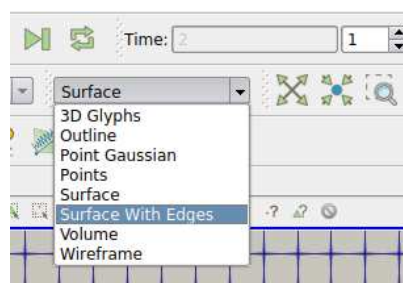 Time: 2 1
Surface
3D Glyphs
Outline
Point Gaussian
Points
Surface
Surface With Edges
Volume
Wireframe